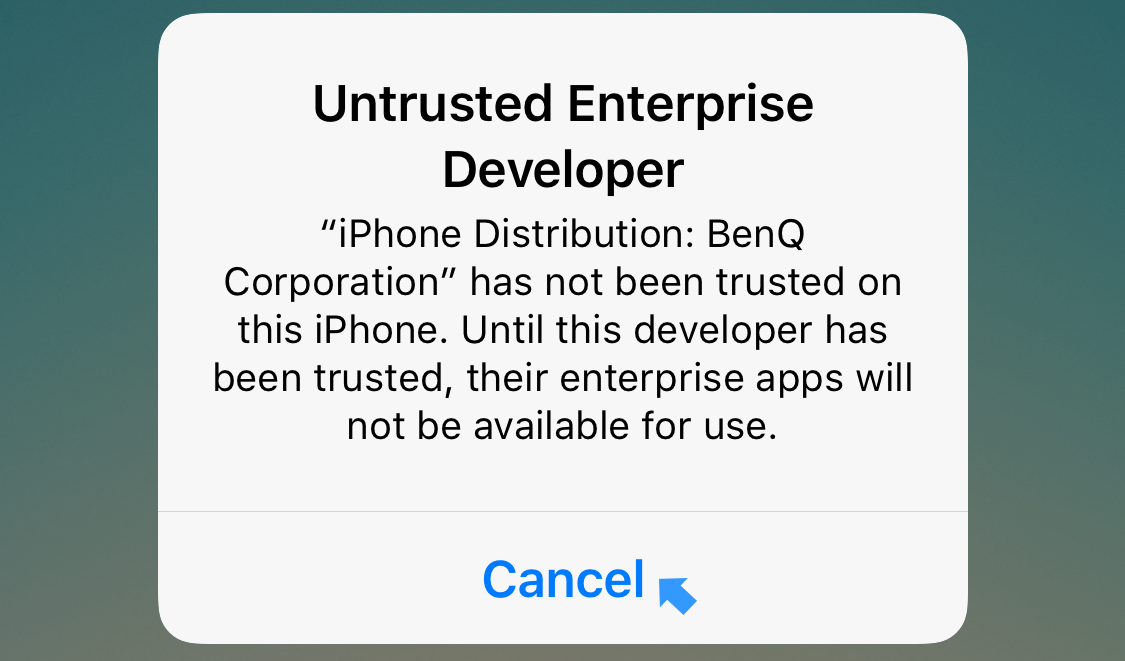 Untrusted Enterprise
Developer
“iPhone Distribution: BenQ
Corporation” has not been trusted on
this iPhone. Until this developer has
been trusted, their enterprise apps will
not be available for use.
Cancel